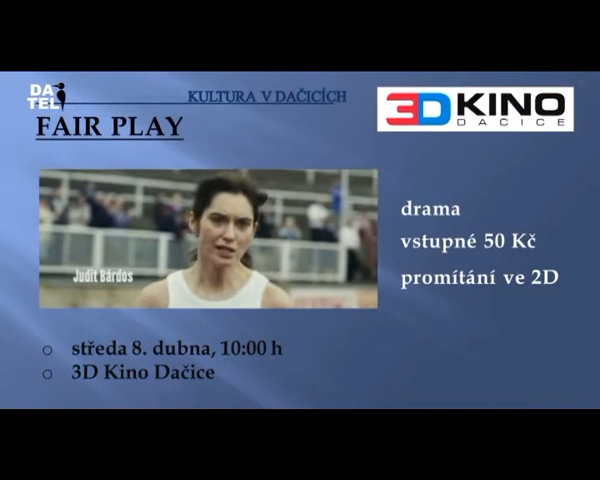 DA
TEL
KULTURA V DAČICÍCH
FAIR PLAY
3D KINO
DACICE
Judit Bárdos
drama
vstupné 50 Kč
promítání ve 2D
středa 8. dubna, 10:00 h
3D Kino Dačice